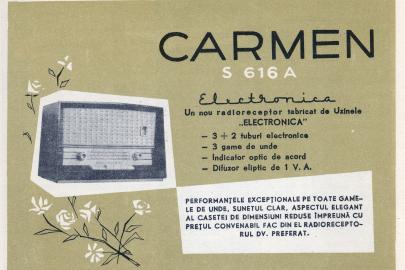 CARMEN
S 616 A
Electronica
Un nou radioreceptor fabricat de Uzinele
„ELECTRONICA"
– 3 + 2 tuburi electronice
– 3 game de unde
– Indicator optic de acord
– Difuzor eliptic de 1 V. A.
PERFORMANȚELE EXCEPȚIONALE PE TOATE GAME-
LE DE UNDE, SUNETUL CLAR, ASPECTUL ELEGANT
AL CASETEI DE DIMENSIUNI REDUSE ÎMPREUNĂ CU
PREȚUL CONVENABIL FAC DIN EL RADIORECEPTO-
RUL DV. PREFERAT.